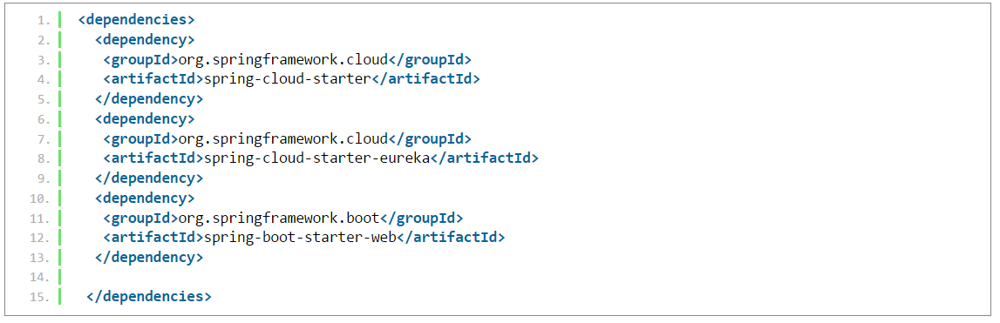 1. <dependencies>
2. <dependency>
3. <groupId>org.springframework.cloud</groupId>
4. <artifactId>spring-cloud-starter</artifactId>
5. </dependency>
6. <dependency>
7. <groupId>org.springframework.cloud</groupId>
8. <artifactId>spring-cloud-starter-eureka</artifactId>
9. </dependency>
10. <dependency>
11. <groupId>org.springframework.boot</groupId>
12. <artifactId>spring-boot-starter-web</artifactId>
13. </dependency>
14.
15. </dependencies>